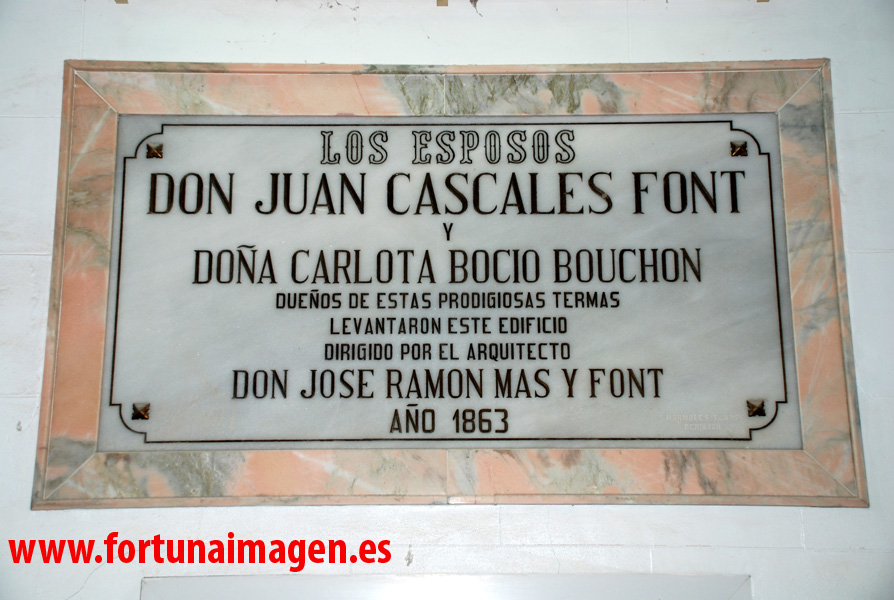 LOS ESPOSOS
DON JUAN CASCALES FONT
Y
DOÑA CARLOTA BOCIO BOUCHON
DUEÑOS DE ESTAS PRODIGIOSAS TERMAS
LEVANTARON ESTE EDIFICIO
DIRIGIDO POR EL ARQUITECTO
DON JOSE RAMON MAS Y FONT
AÑO 1863
www.fortunaimagen.es